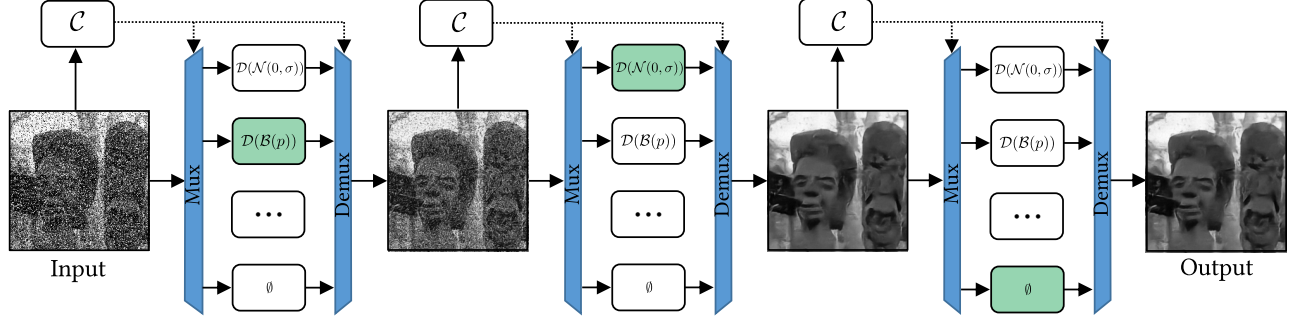 𝒞
𝒟(𝒩(0, σ))
𝒟(ℬ(p))
•••
∅
Mux
Demux
Input
𝒞
𝒟(𝒩(0, σ))
𝒟(ℬ(p))
•••
∅
Mux
Demux
𝒞
𝒟(𝒩(0, σ))
𝒟(ℬ(p))
•••
∅
Mux
Demux
Output